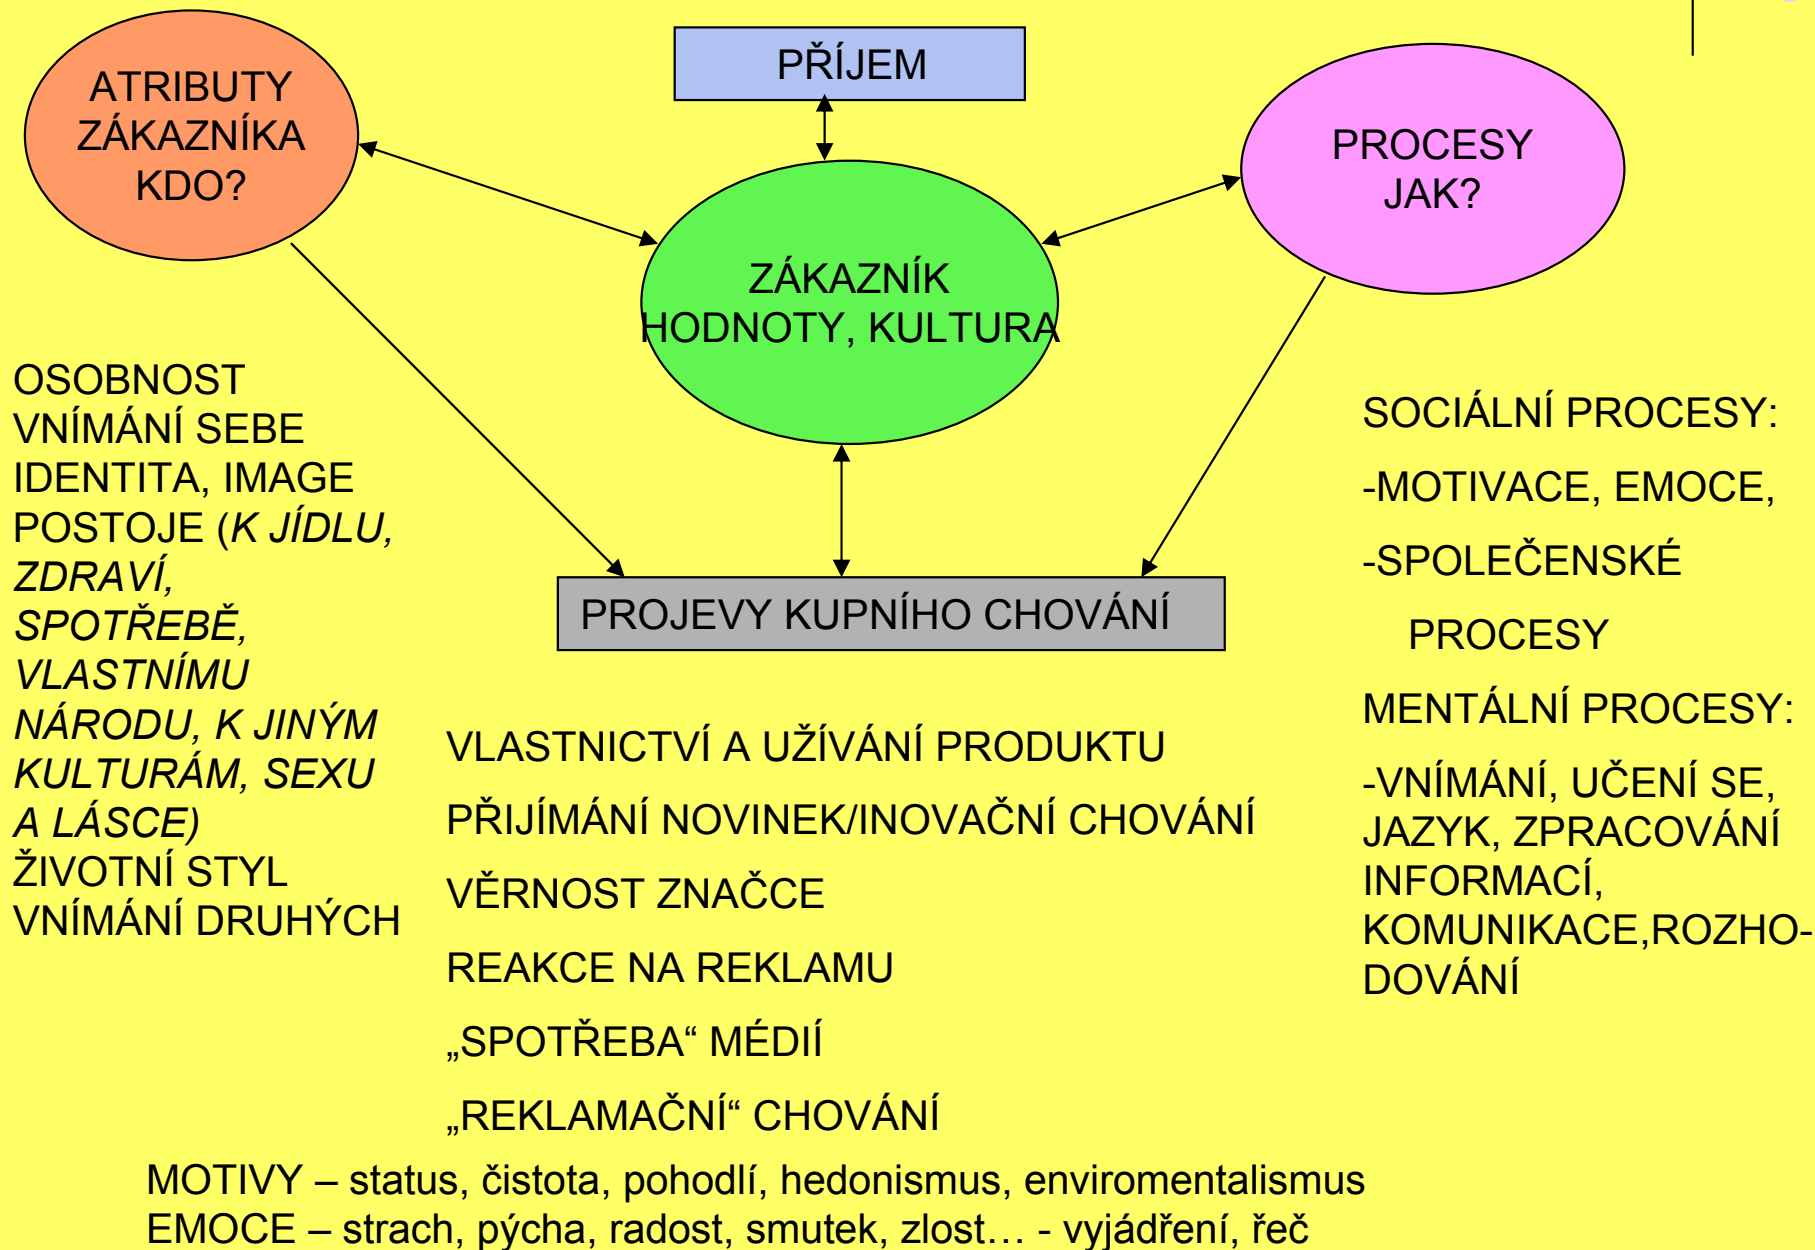 ATRIBUTY
ZÁKAZNÍKA
KDO?
PŘÍJEM
PROCESY
JAK?
ZÁKAZNÍK
HODNOTY, KULTURA
OSOBNOST
VNÍMÁNÍ SEBE
IDENTITA, IMAGE
POSTOJE (K JÍDLU,
ZDRAVÍ,
SPOTŘEBĚ,
VLASTNÍMU
NÁRODU, K JINÝM
KULTURÁM, SEXU
A LÁSCE)
ŽIVOTNÍ STYL
VNÍMÁNÍ DRUHÝCH
PROJEVY KUPNÍHO CHOVÁNÍ
VLASTNICTVÍ A UŽÍVÁNÍ PRODUKTU
PŘIJÍMÁNÍ NOVINEK/INOVAČNÍ CHOVÁNÍ
VĚRNOST ZNAČCE
REAKCE NA REKLAMU
„SPOTŘEBA“ MÉDIÍ
„REKLAMAČNÍ“ CHOVÁNÍ
SOCIÁLNÍ PROCESY:
-MOTIVACE, EMOCE,
-SPOLEČENSKÉ
PROCESY
MENTÁLNÍ PROCESY:
-VNÍMÁNÍ, UČENÍ SE,
JAZYK, ZPRACOVÁNÍ
INFORMACÍ,
KOMUNIKACE,ROZHO-
DOVÁNÍ
MOTIVY – status, čistota, pohodlí, hedonismus, enviromentalismus
EMOCE – strach, pýcha, radost, smutek, zlost… - vyjádření, řeč